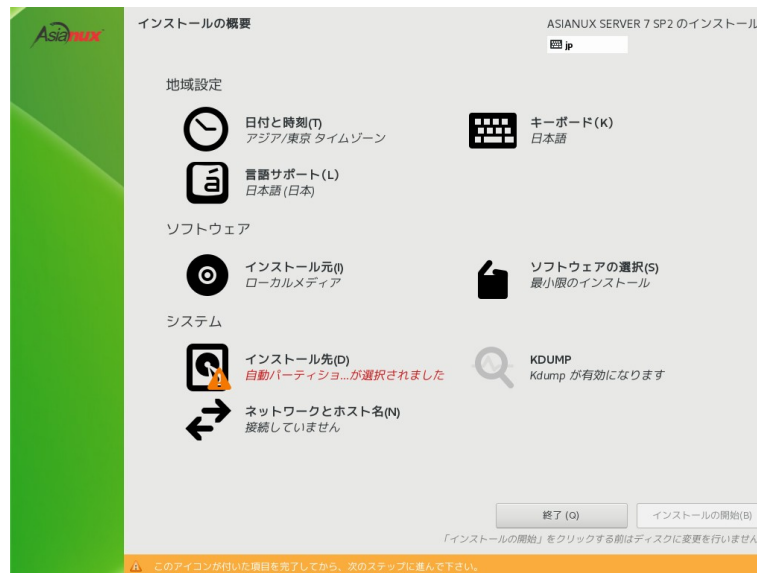 Asianux
インストールの概要
ASIANUX SERVER 7 SP2 のインストール
jp
地域設定
日付と時刻(T)
アジア/東京 タイムゾーン
キーボード(K)
日本語
言語サポート(L)
日本語 (日本)
ソフトウェア
インストール元(I)
ローカルメディア
ソフトウェアの選択(S)
最小限のインストール
システム
インストール先(D)
自動パーティショ...が選択されました
KDUMP
Kdump が有効になります
ネットワークとホスト名(N)
接続していません
終了 (Q)
インストールの開始(B)
「インストールの開始」をクリックする前はディスクに変更を行いません
このアイコンが付いた項目を完了してから、次のステップに進んで下さい。